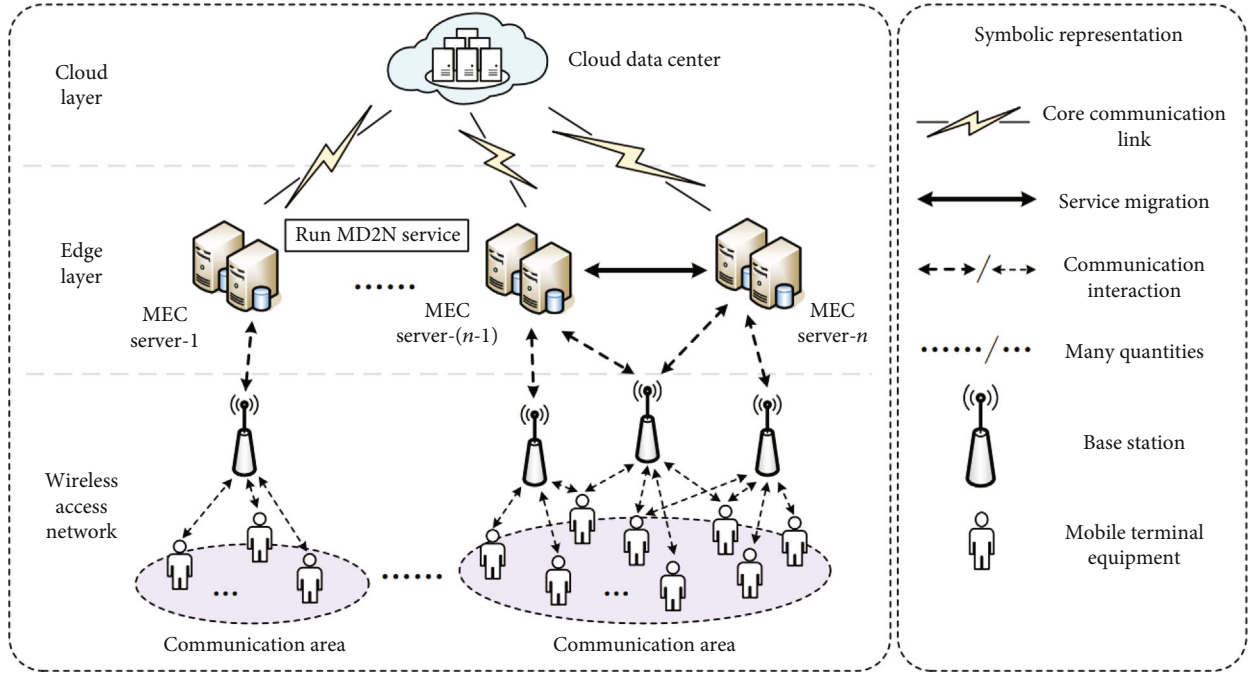 Cloud
layer
Cloud data center
Edge
layer
Run MD2N service
......
MEC
server-1
MEC
server-(n-1)
MEC
server-n
Wireless
access
network
...
......
...
Communication area
Communication area
Symbolic representation
Core communication
link
Service migration
/
Communication
interaction
....../...
Many quantities
Base station
Mobile terminal
equipment